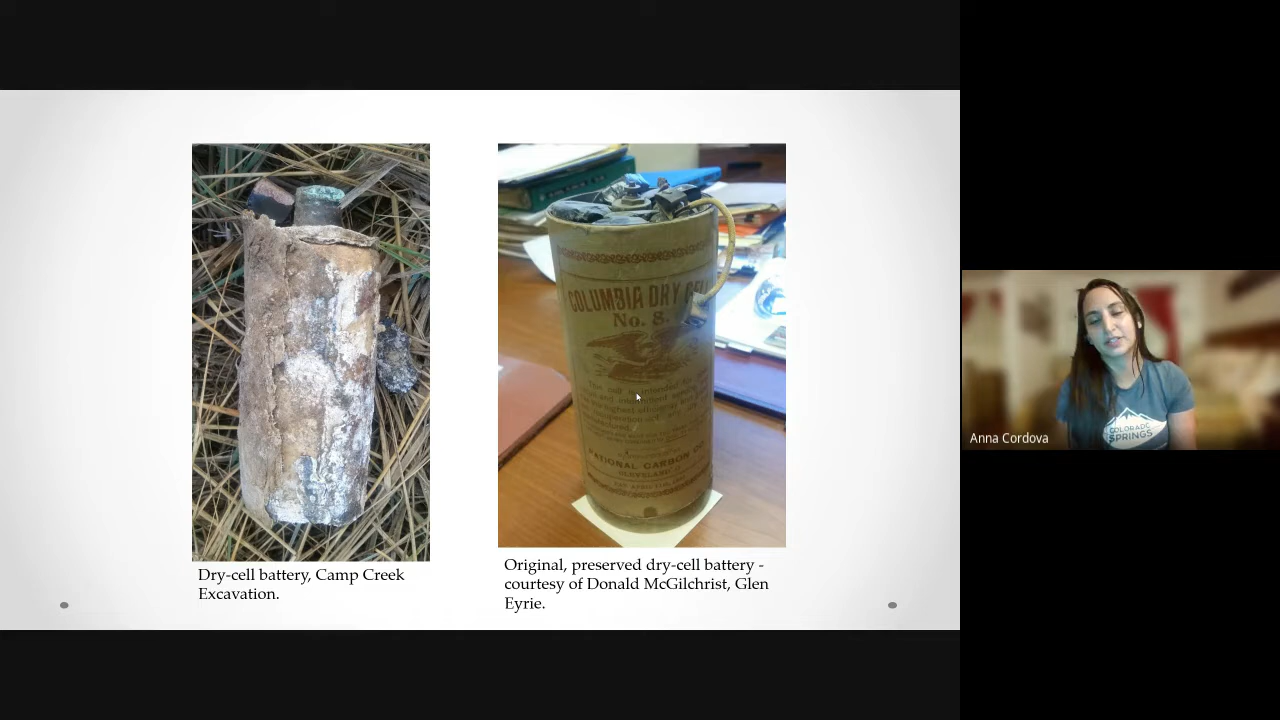 COLUMBIA DRY CELL
No. 8.
NATIONAL CARBON CO
CLEVELAND, O.
Dry-cell battery, Camp Creek
Excavation.
Original, preserved dry-cell battery -
courtesy of Donald McGilchrist, Glen
Eyrie.
COLORADO
SPRINGS
Anna Cordova